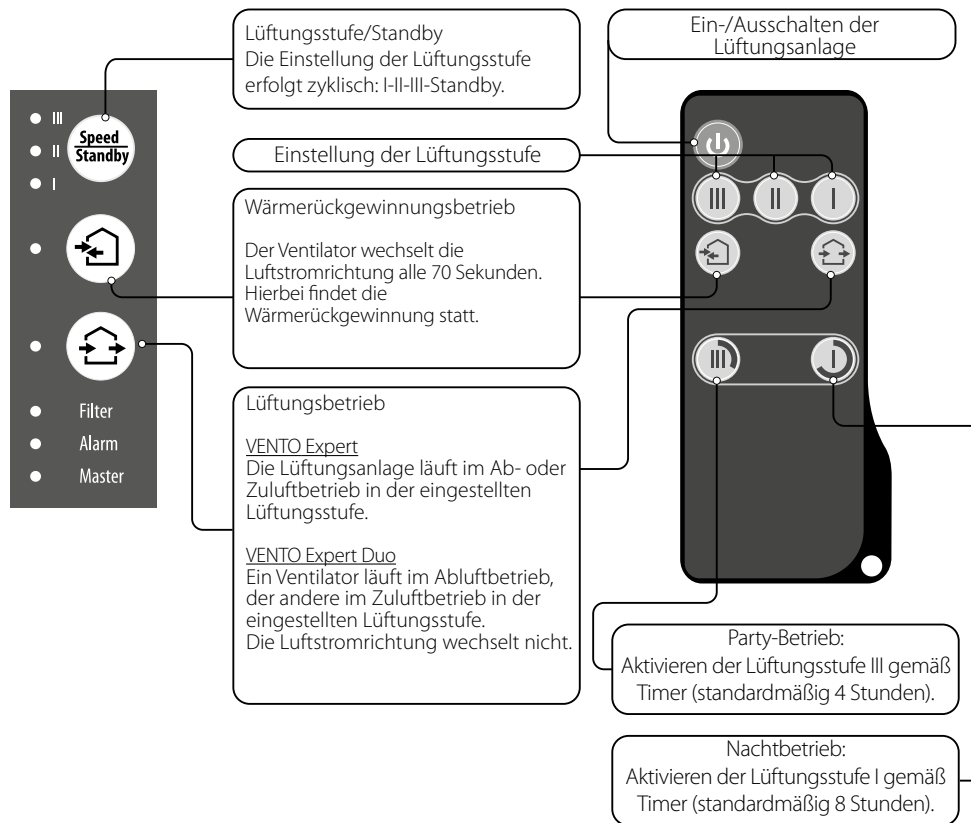 Lüftungsstufe/Standby
Die Einstellung der Lüftungsstufe
erfolgt zyklisch: I-II-III-Standby.
Ein-/Ausschalten der
Lüftungsanlage
III
II
I
Speed
Standby
Einstellung der Lüftungsstufe
III
II
I
Wärmerückgewinnungsbetrieb
Der Ventilator wechselt die
Luftstromrichtung alle 70 Sekunden.
Hierbei findet die
Wärmerückgewinnung statt.
III
I
Filter
Alarm
Master
Lüftungsbetrieb
VENTO Expert
Die Lüftungsanlage läuft im Ab- oder
Zuluftbetrieb in der eingestellten
Lüftungsstufe.
VENTO Expert Duo
Ein Ventilator läuft im Abluftbetrieb,
der andere im Zuluftbetrieb in der
eingestellten Lüftungsstufe.
Die Luftstromrichtung wechselt nicht.
Party-Betrieb:
Aktivieren der Lüftungsstufe III gemäß
Timer (standardmäßig 4 Stunden).
Nachtbetrieb:
Aktivieren der Lüftungsstufe I gemäß
Timer (standardmäßig 8 Stunden).